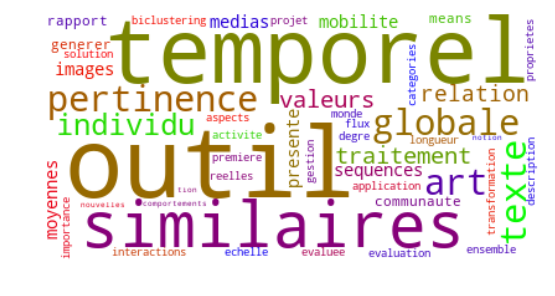 rapport biclustering medias projet mobilite means
generer temporel proprietes
solution
images categories
pertinence valeurs relation
individu aspects monde globale
activite flux
degre longueur notion
outil premiere presente gestion traitement
reelles sequences art texte description
moyennes tion application transformation
importance nouvelles comportements communaute
similaires
interactions echelle evaluee evaluation ensemble